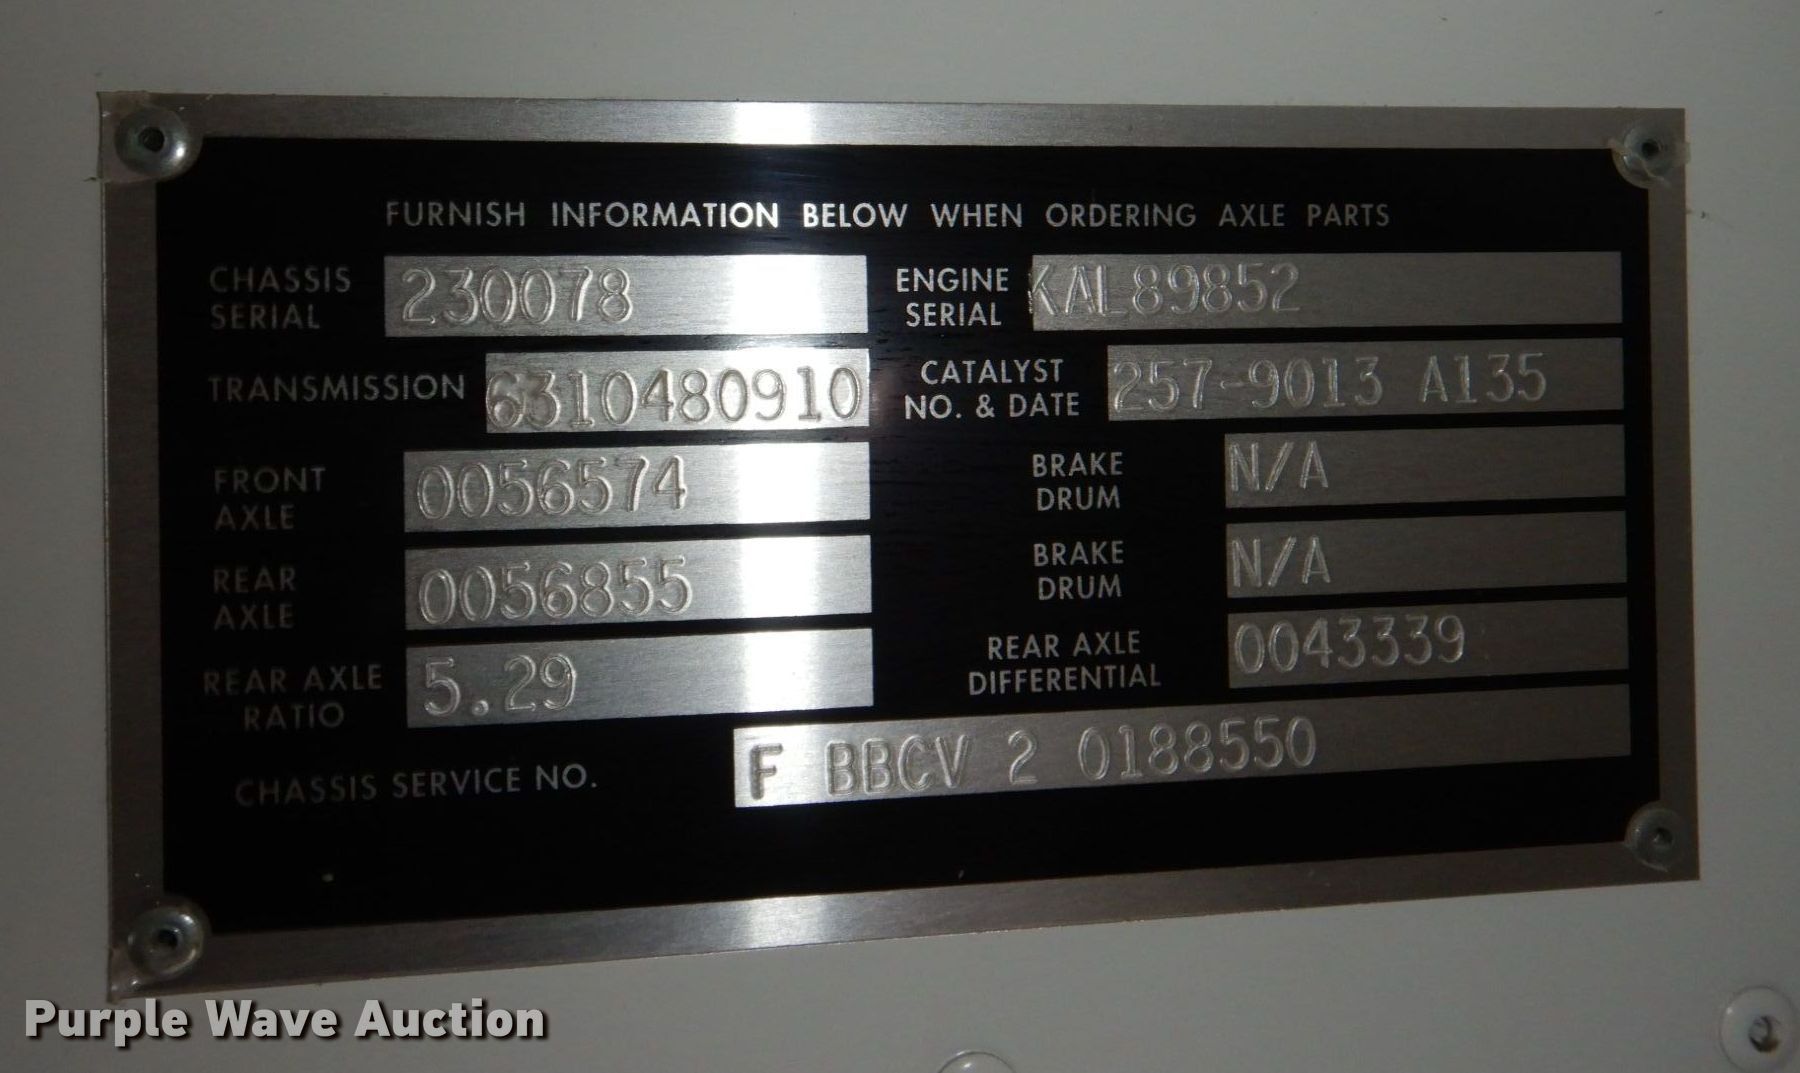 FURNISH INFORMATION BELOW WHEN ORDERING AXLE PARTS
CHASSIS SERIAL 230078
ENGINE SERIAL KAL89852
TRANSMISSION 6310480910
CATALYST NO. & DATE 257-9013 A135
FRONT AXLE 0056574
BRAKE DRUM N/A
REAR AXLE 0056855
BRAKE DRUM N/A
REAR AXLE RATIO 5.29
REAR AXLE DIFFERENTIAL 0043339
CHASSIS SERVICE NO. F BBCV 2 0188550
Purple Wave Auction